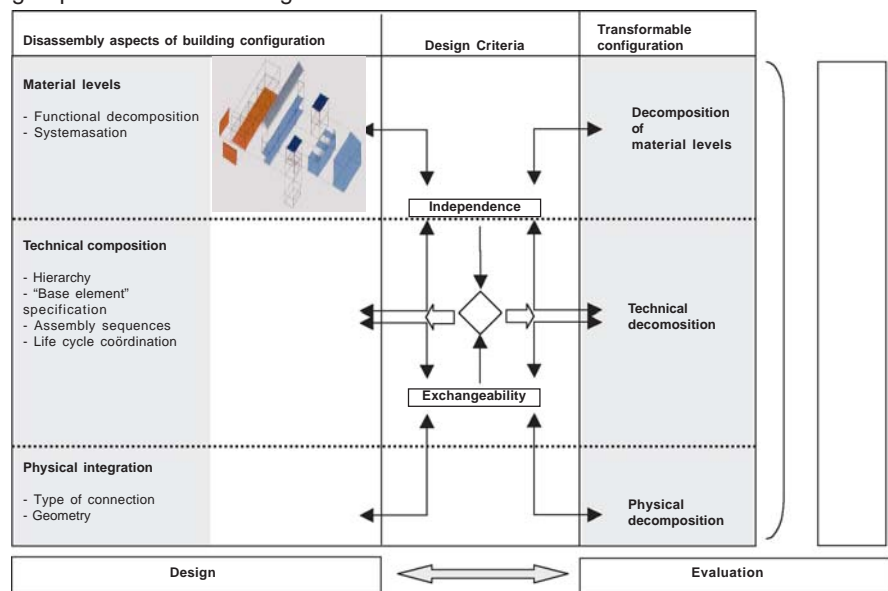 Disassembly aspects of building configuration
Design Criteria
Transformable
configuration
Material levels
- Functional decomposition
- Systemasation
Decomposition
of
material levels
Independence
Technical composition
- Hierarchy
- “Base element”
specification
- Assembly sequences
- Life cycle coördination
Technical
decomosition
Exchangeability
Physical integration
- Type of connection
- Geometry
Physical
decomposition
Design
Evaluation